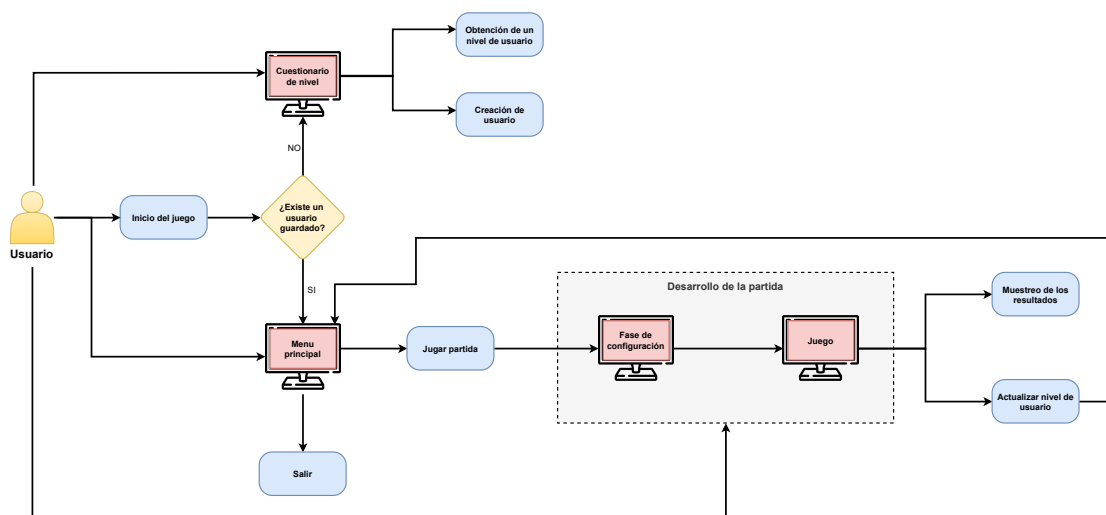 Obtención de un
nivel de usuario
Cuestionario
de nivel
Creación de
usuario
NO
¿Existe un
usuario
guardado?
Inicio del juego
Usuario
SI
Desarrollo de la partida
Muestreo de los
resultados
Menu
principal
Jugar partida
Fase de
configuración
Juego
Actualizar nivel de
usuario
Salir